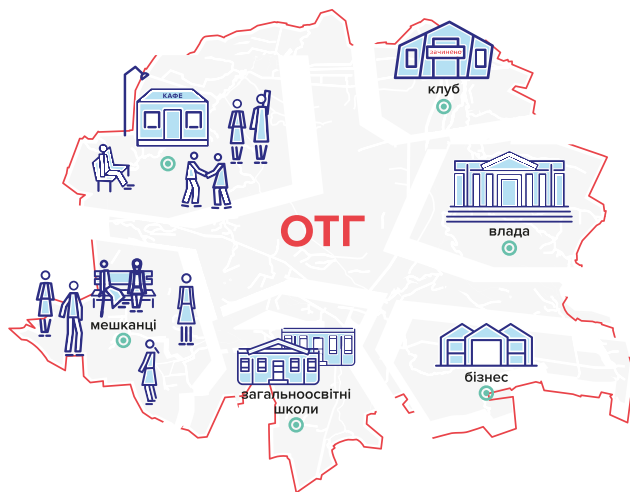 зачинено
клуб
КАФЕ
влада
ОТГ
мешканці
бізнес
загальноосвітні
школи